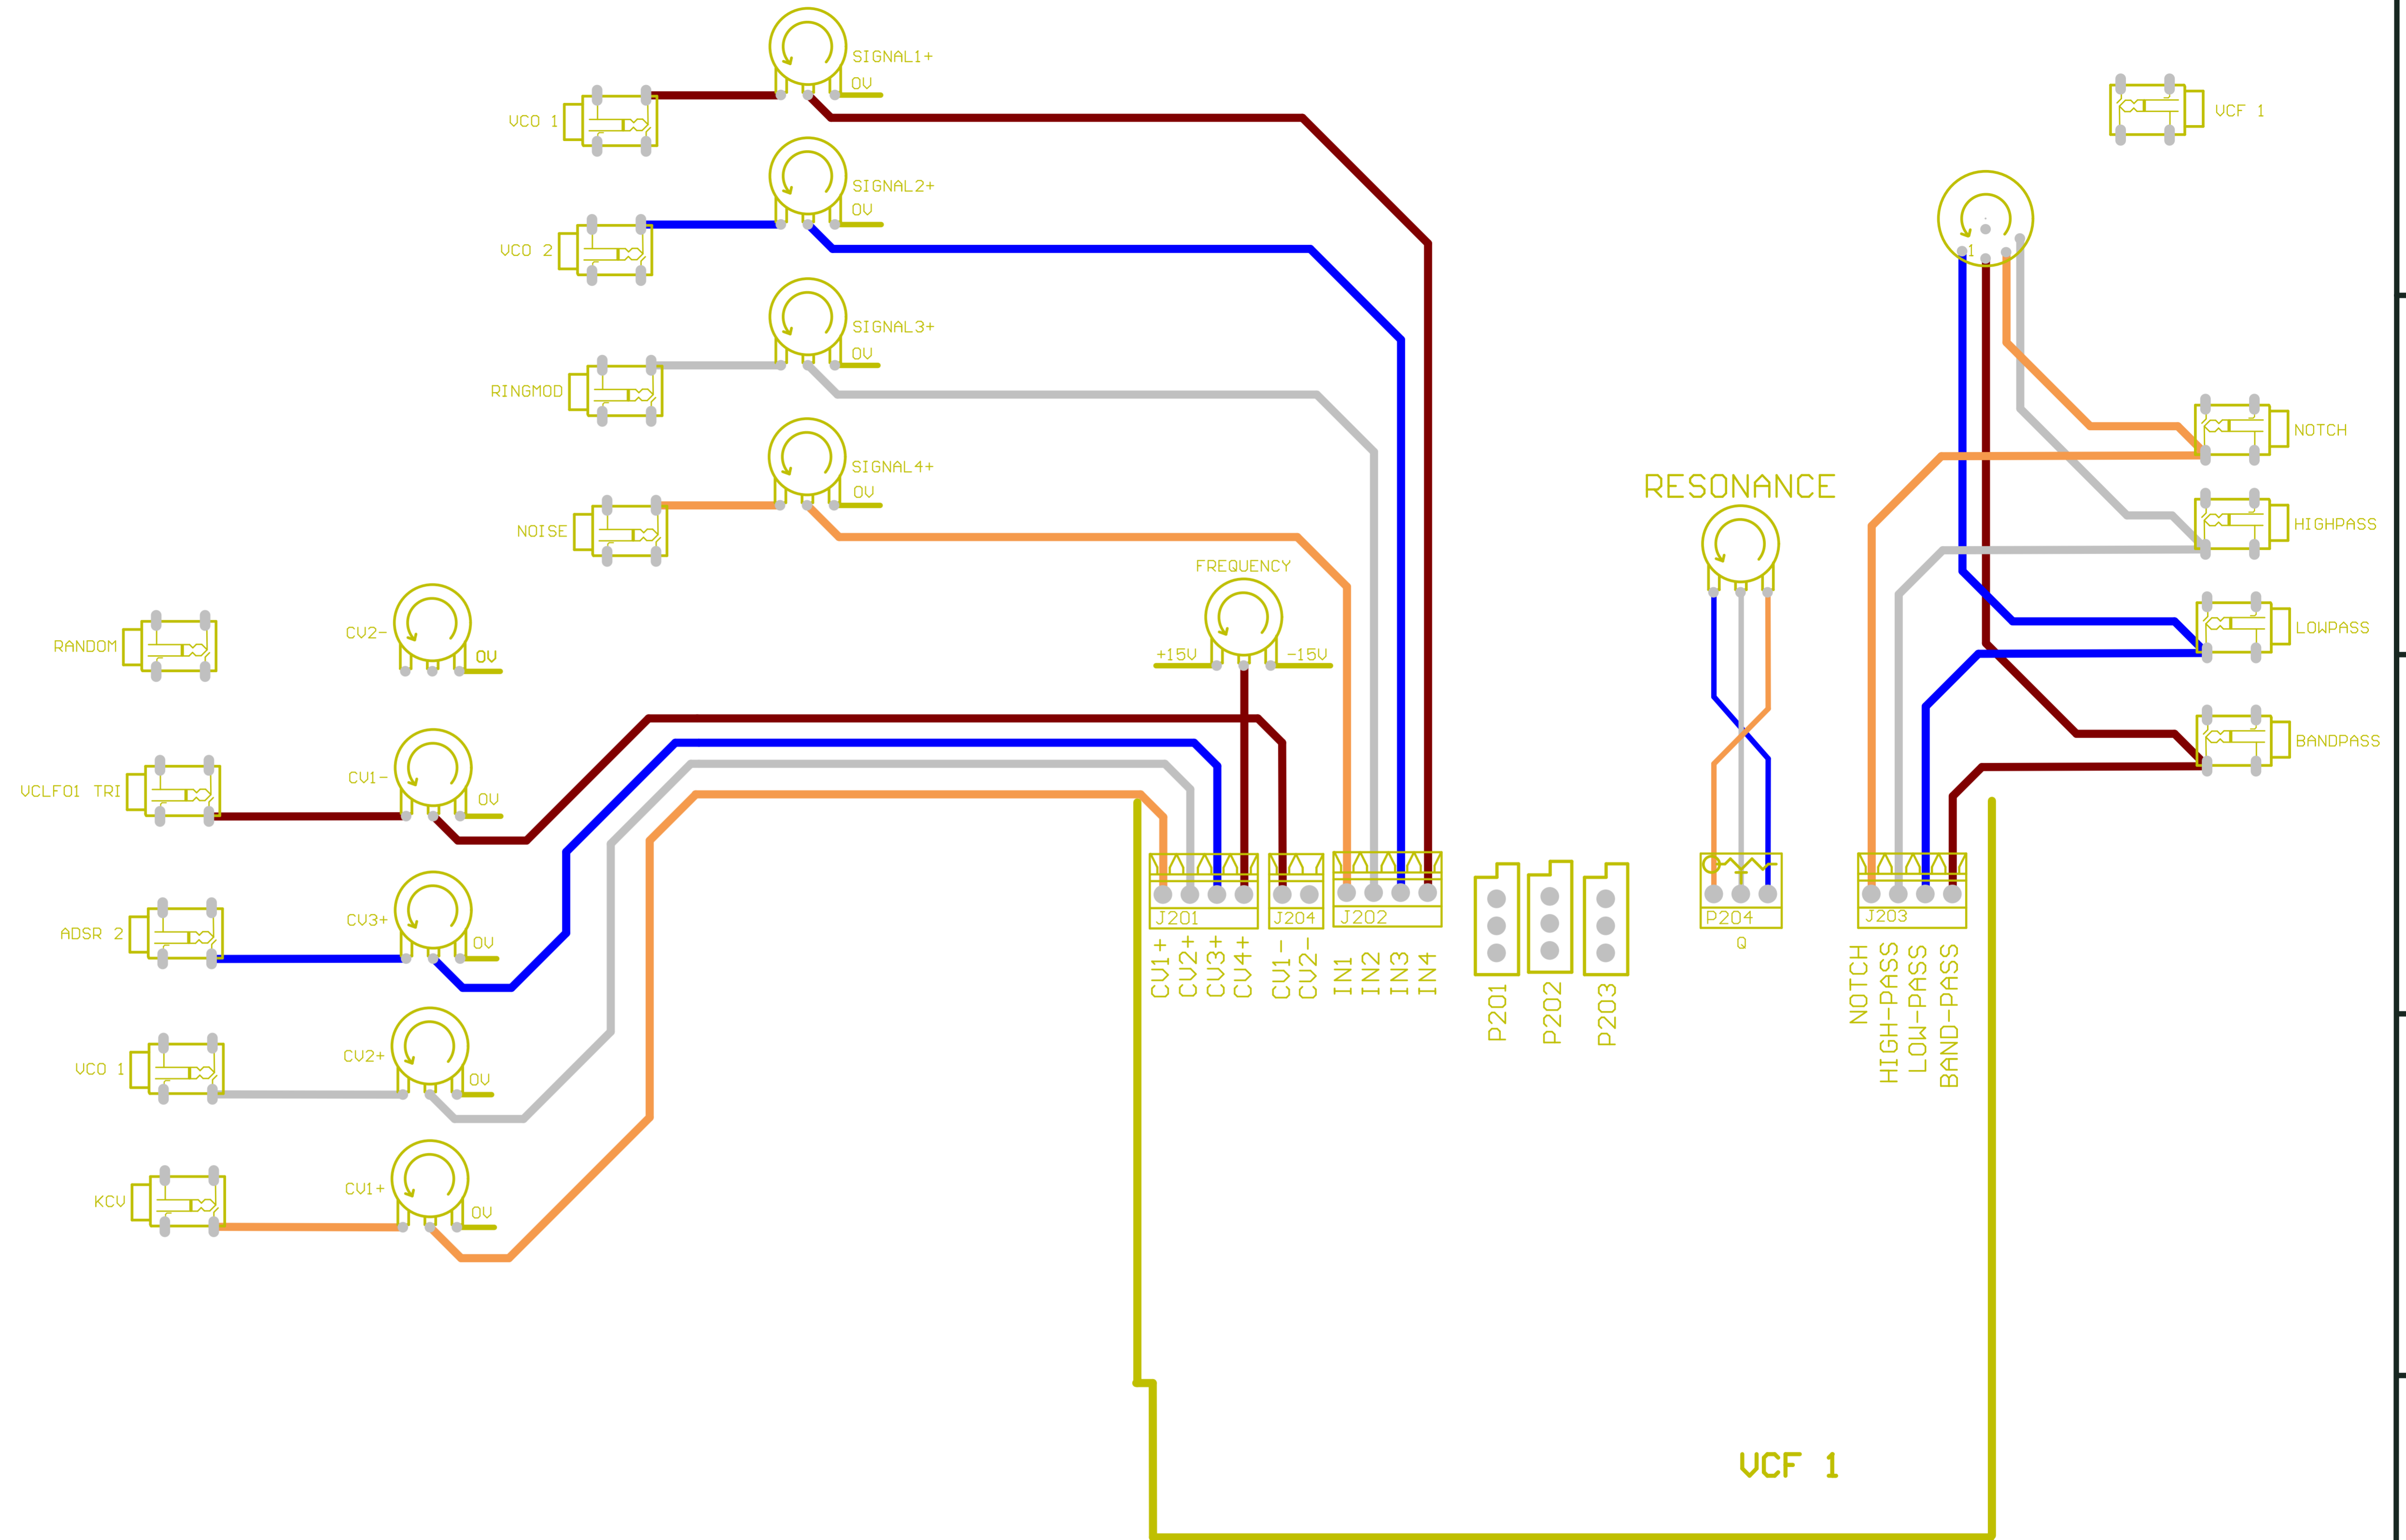 SIGNAL1+
0V
VCO 1
VCF 1
SIGNAL2+
0V
VCO 2
1
SIGNAL3+
0V
RINGMOD
NOTCH
SIGNAL4+
0V
NOISE
RESONANCE
HIGHPASS
FREQUENCY
+15V
-15V
RANDOM
CV2-
0V
LOWPASS
BANDPASS
VCLFO1 TRI
CV1-
0V
ADSR 2
CV3+
0V
J201
J204
J202
P204
J203
Q
CV1+
CV2+
CV3+
CV4+
CV1-
CV2-
IN1
IN2
IN3
IN4
P201
P202
P203
NOTCH
HIGH-PASS
LOW-PASS
BAND-PASS
VCO 1
CV2+
0V
KCV
CV1+
0V
VCF 1